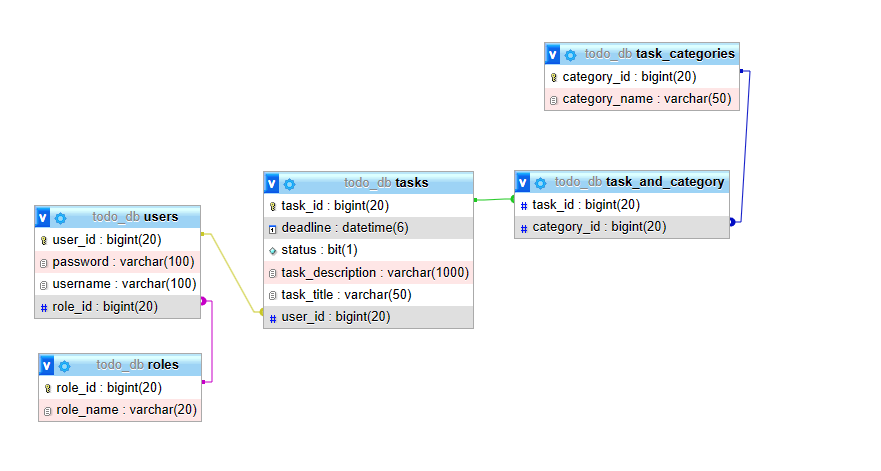 v todo_db task_categories
category_id : bigint(20)
category_name : varchar(50)
v todo_db tasks
task_id : bigint(20)
deadline : datetime(6)
status : bit(1)
task_description : varchar(1000)
task_title : varchar(50)
# user_id : bigint(20)
v todo_db task_and_category
# task_id : bigint(20)
# category_id : bigint(20)
v todo_db users
user_id : bigint(20)
password : varchar(100)
username : varchar(100)
# role_id : bigint(20)
v todo_db roles
role_id : bigint(20)
role_name : varchar(20)